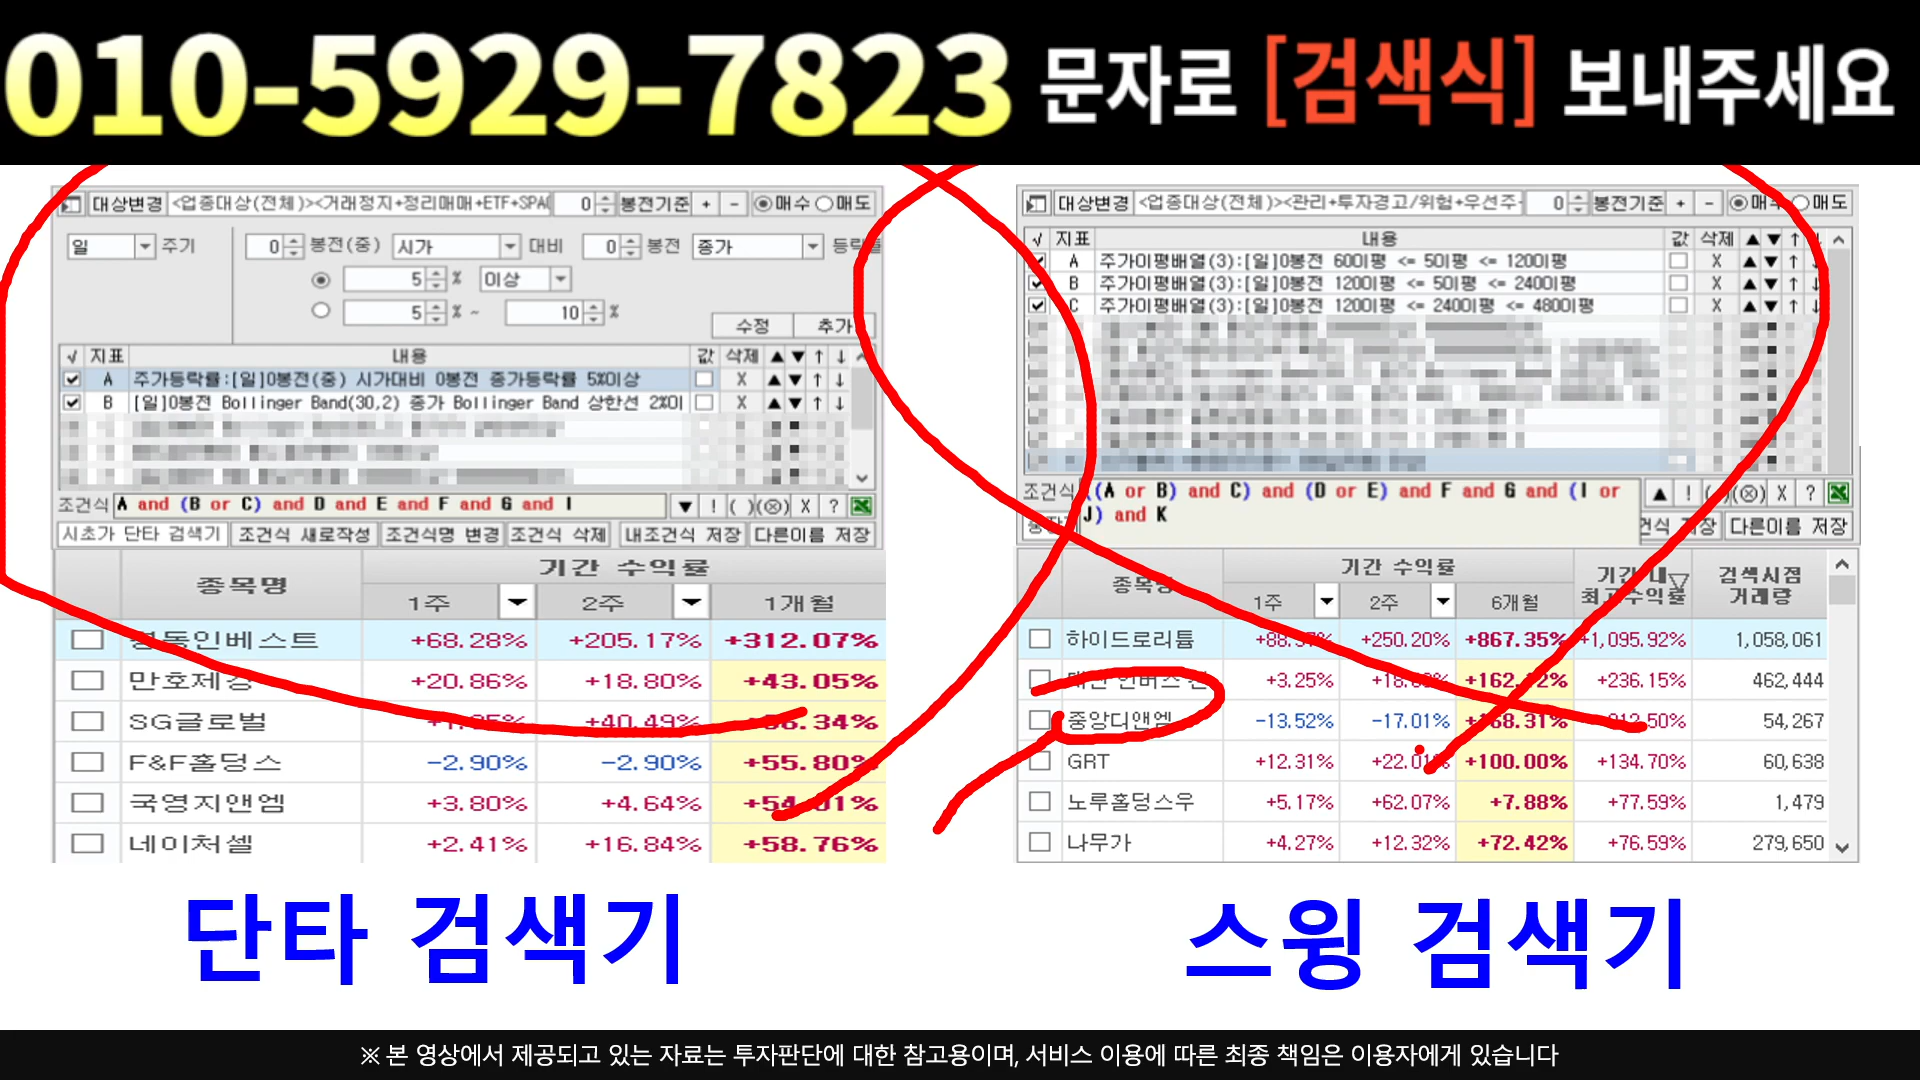 010-5929-7823 문자로 [검색식] 보내주세요
대상변경 <업종대상(전체)><거래정지+정리매매+ETF+SPAC 0 봉전기준 + - 매수 매도
일 주기 0 봉전(중) 시가 대비 0 봉전 종가
5 % 이상
5 % ~ 10 %
수정 추가
√ 지표 내용 값 삭제 ▲ ▼ ↑ ↓
A 주가등락률:[일]0봉전(중) 시가대비 0봉전 종가등락률 5%이상 X ▲ ▼ ↑ ↓
B [일]0봉전 Bollinger Band(30,2) 종가 Bollinger Band 상한선 2%이 X ▲ ▼ ↑ ↓
조건식 A and (B or C) and D and E and F and G and I ▼ ! ( )(⊗) X ?
시초가 단타 검색기 조건식 새로작성 조건식명 변경 조건식 삭제 내조건식 저장 다른이름 저장
종목명 기간 수익률
1주 2주 1개월
+68.28% +205.17% +312.07%
만호제강 +20.86% +18.80% +43.05%
SG글로벌 +40.49%
F&F홀딩스 -2.90% -2.90% +55.80%
국영지앤엠 +3.80% +4.64%
네이처셀 +2.41% +16.84% +58.76%
단타 검색기
대상변경 <업종대상(전체)><관리+투자경고/위험+우선주+ 0 봉전기준 + - 매수 매도
√ 지표 내용 값 삭제 ▲ ▼ ↑ ↓
A 주가이평배열(3):[일]0봉전 60이평 <= 5이평 <= 120이평 X ▲ ▼ ↑ ↓
B 주가이평배열(3):[일]0봉전 120이평 <= 5이평 <= 240이평 X ▲ ▼ ↑ ↓
C 주가이평배열(3):[일]0봉전 120이평 <= 240이평 <= 480이평 X ▲ ▼ ↑ ↓
조건식 ((A or B) and C) and (D or E) and F and G and (I or ▲ ! ( )(⊗) X ?
J) and K
저장 다른이름 저장
종목명 기간 수익률 기간 내 최고수익률 검색시점 거래량
1주 2주 6개월
하이드로리튬 +250.20% +867.35% +1,095.92% 1,058,061
+3.25% +236.15% 462,444
중앙디앤엠 -13.52% -17.01% 54,267
GRT +12.31% +100.00% +134.70% 60,638
노루홀딩스우 +5.17% +62.07% +7.88% +77.59% 1,479
나무가 +4.27% +12.32% +72.42% +76.59% 279,650
스윙 검색기
※ 본 영상에서 제공되고 있는 자료는 투자판단에 대한 참고용이며, 서비스 이용에 따른 최종 책임은 이용자에게 있습니다